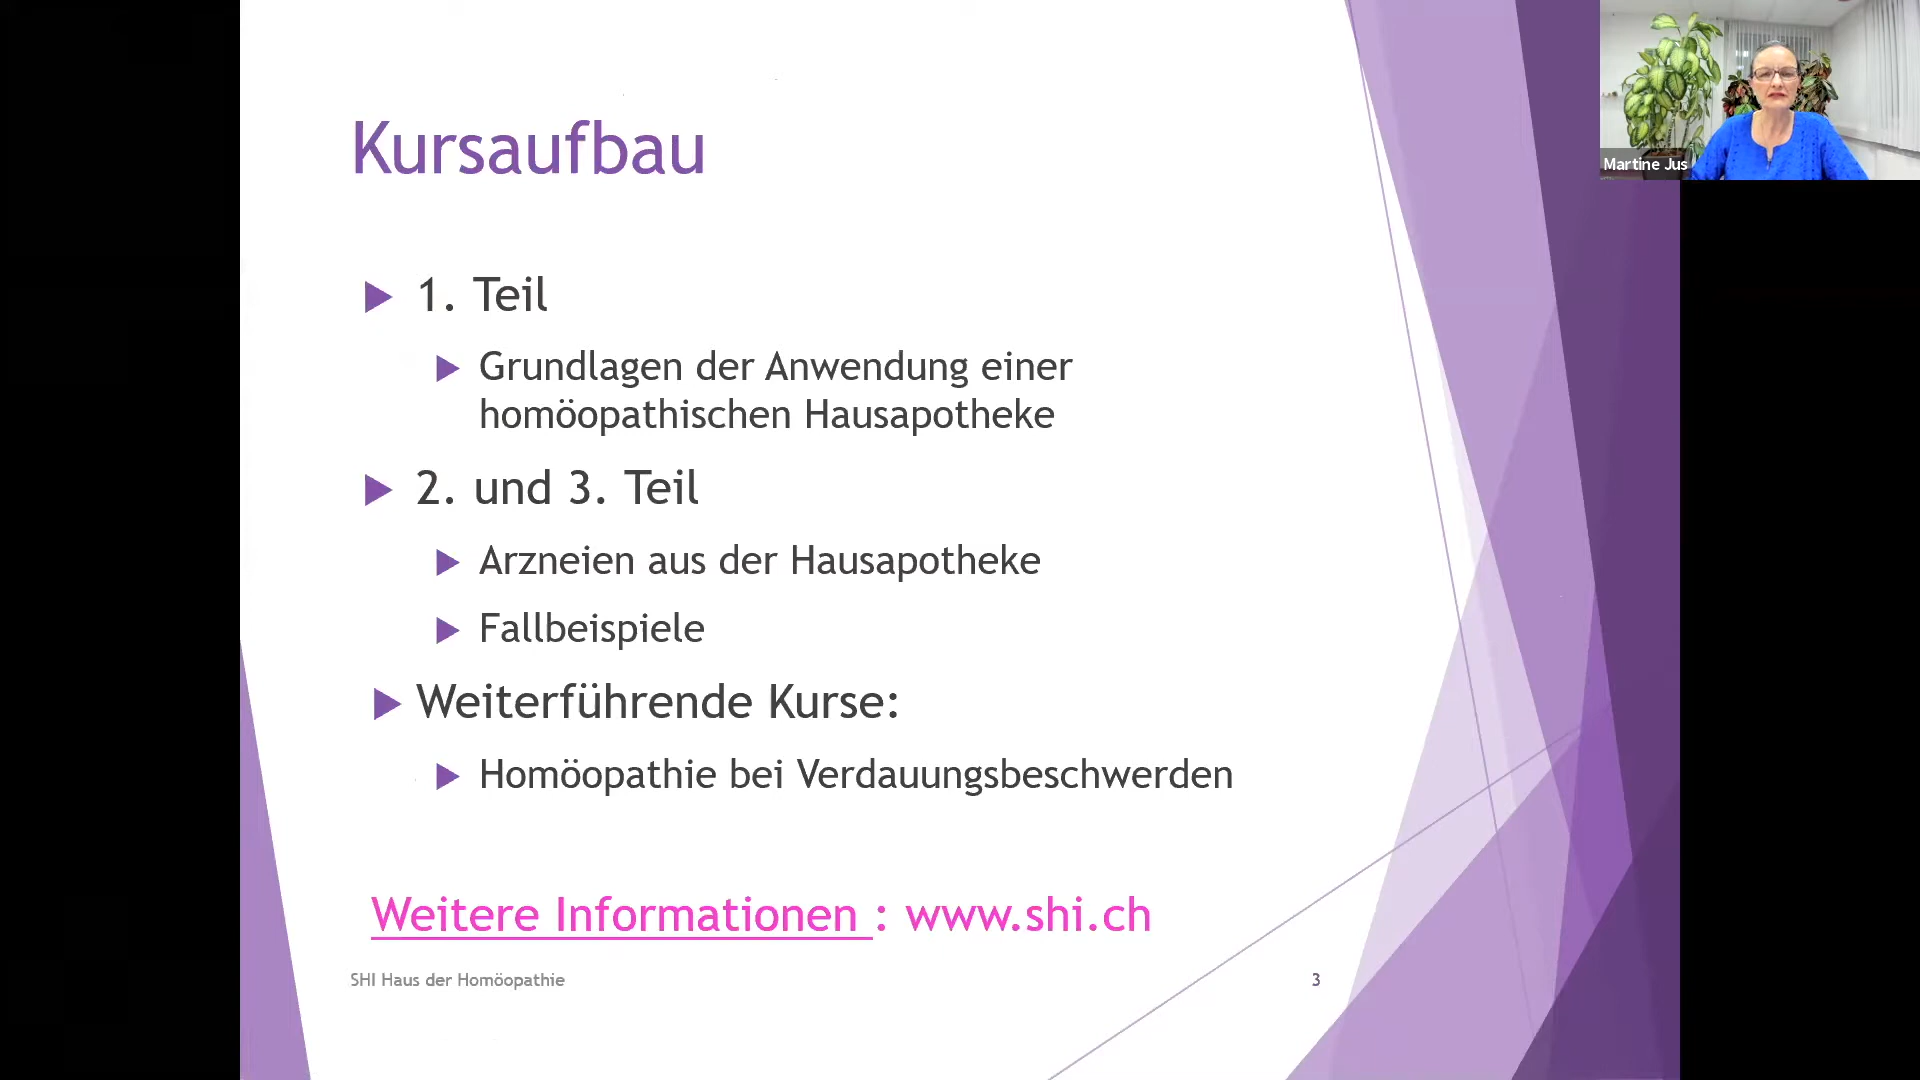 Kursaufbau
1. Teil
Grundlagen der Anwendung einer
homöopathischen Hausapotheke
2. und 3. Teil
Arzneien aus der Hausapotheke
Fallbeispiele
Weiterführende Kurse:
Homöopathie bei Verdauungsbeschwerden
Weitere Informationen : www.shi.ch
SHI Haus der Homöopathie
3
Martine Jus